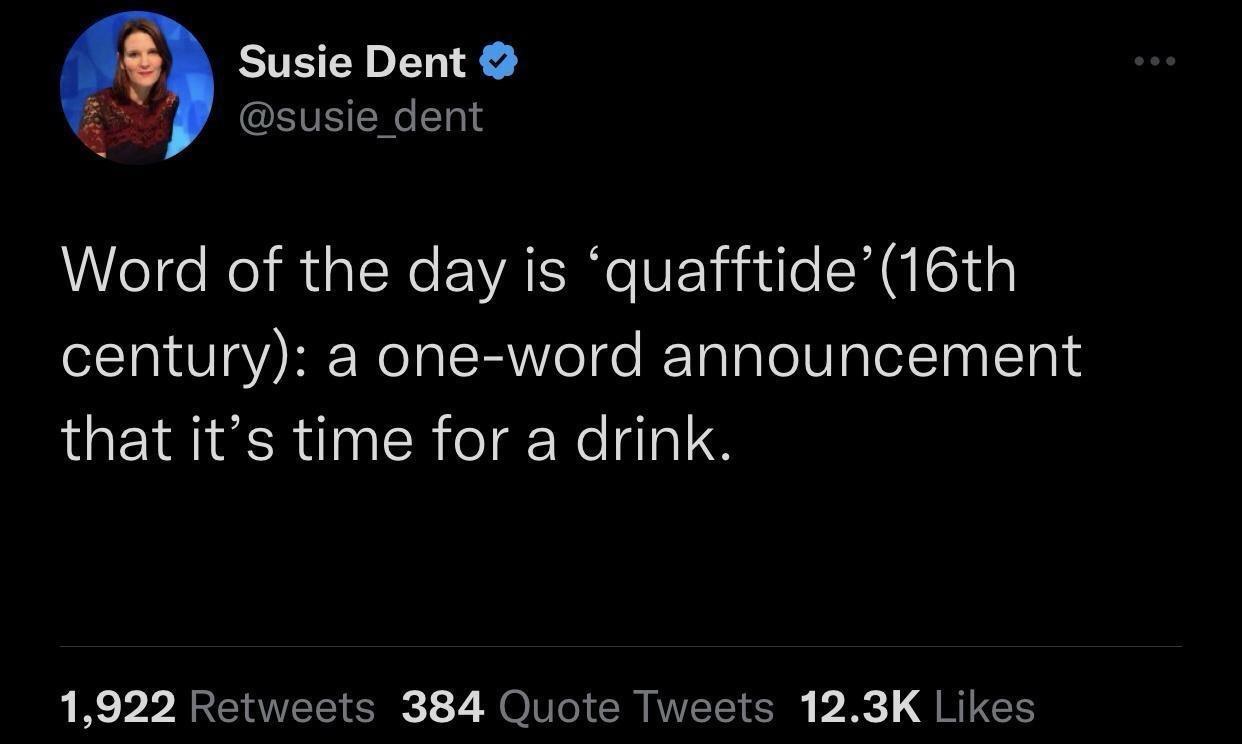 Susie Dent
@susie_dent
Word of the day is ‘quafftide’(16th
century): a one-word announcement
that it’s time for a drink.
1,922 Retweets 384 Quote Tweets 12.3K Likes